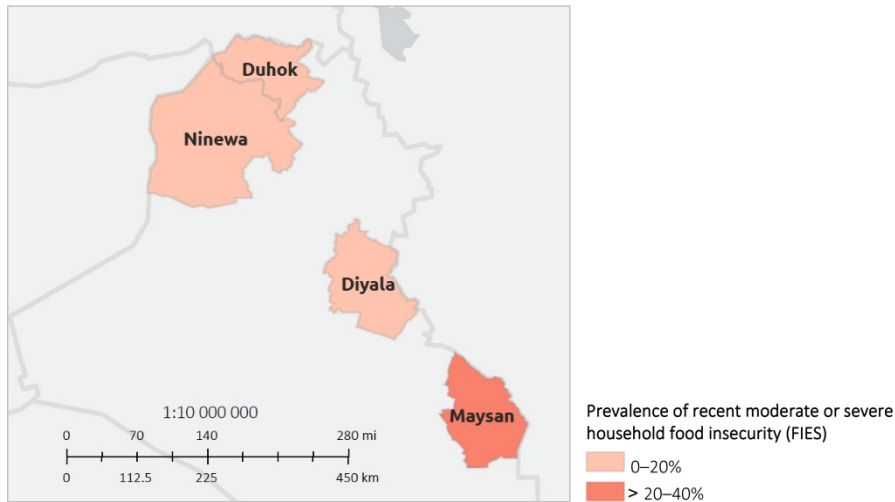 Duhok
Ninewa
Diyala
Maysan
1:10 000 000
0 70 140 280 mi
0 112.5 225 450 km
Prevalence of recent moderate or severe
household food insecurity (FIES)
0–20%
> 20–40%